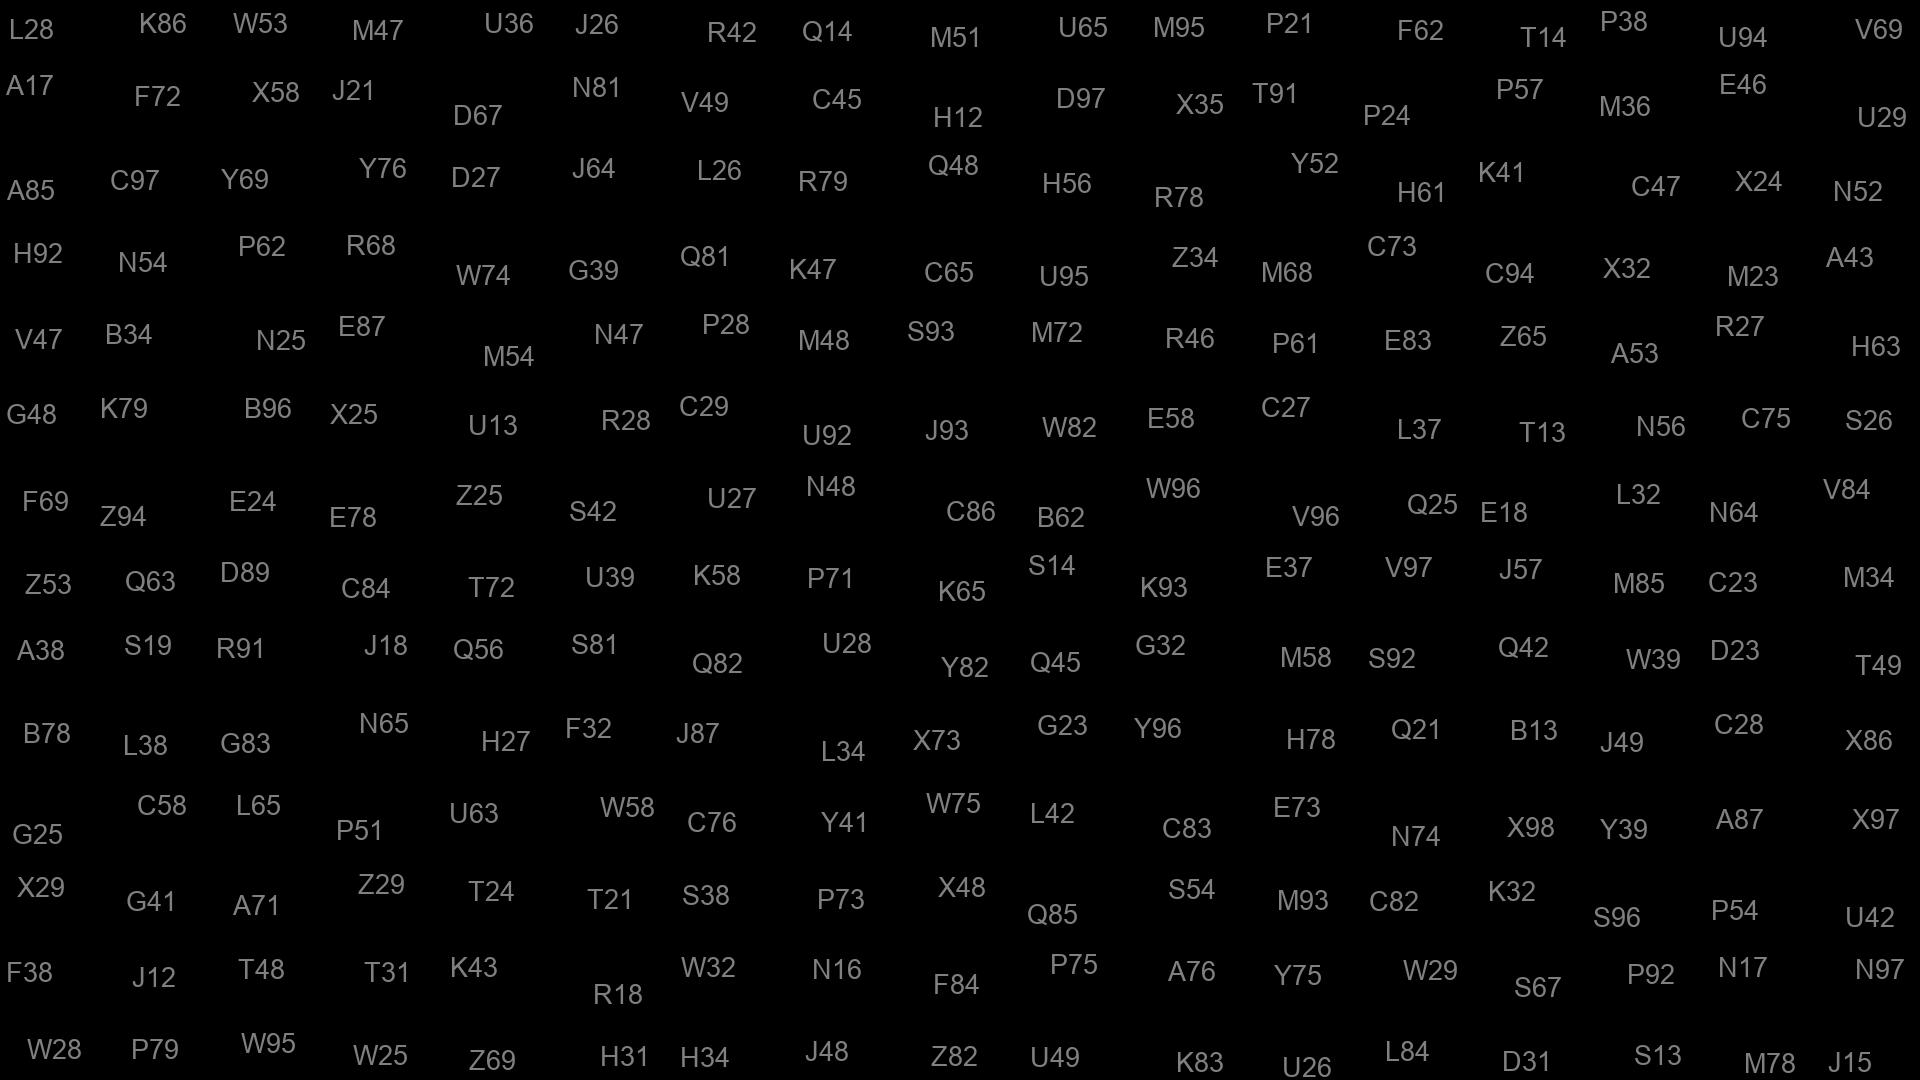 L28 K86 W53 M47 U36 J26 R42 Q14 M51 U65 M95 P21 F62 T14 P38 U94 V69
A17 F72 X58 J21 D67 N81 V49 C45 H12 D97 X35 T91 P24 P57 M36 E46 U29
A85 C97 Y69 Y76 D27 J64 L26 R79 Q48 H56 R78 Y52 H61 K41 C47 X24 N52
H92 N54 P62 R68 W74 G39 Q81 K47 C65 U95 Z34 M68 C73 C94 X32 M23 A43
V47 B34 N25 E87 M54 N47 P28 M48 S93 M72 R46 P61 E83 Z65 A53 R27 H63
G48 K79 B96 X25 U13 R28 C29 U92 J93 W82 E58 C27 L37 T13 N56 C75 S26
F69 Z94 E24 E78 Z25 S42 U27 N48 C86 B62 W96 V96 Q25 E18 L32 N64 V84
Z53 Q63 D89 C84 T72 U39 K58 P71 K65 S14 K93 E37 V97 J57 M85 C23 M34
A38 S19 R91 J18 Q56 S81 Q82 U28 Y82 Q45 G32 M58 S92 Q42 W39 D23 T49
B78 L38 G83 N65 H27 F32 J87 L34 X73 G23 Y96 H78 Q21 B13 J49 C28 X86
G25 C58 L65 P51 U63 W58 C76 Y41 W75 L42 C83 E73 N74 X98 Y39 A87 X97
X29 G41 A71 Z29 T24 T21 S38 P73 X48 Q85 S54 M93 C82 K32 S96 P54 U42
F38 J12 T48 T31 K43 R18 W32 N16 F84 P75 A76 Y75 W29 S67 P92 N17 N97
W28 P79 W95 W25 Z69 H31 H34 J48 Z82 U49 K83 U26 L84 D31 S13 M78 J15